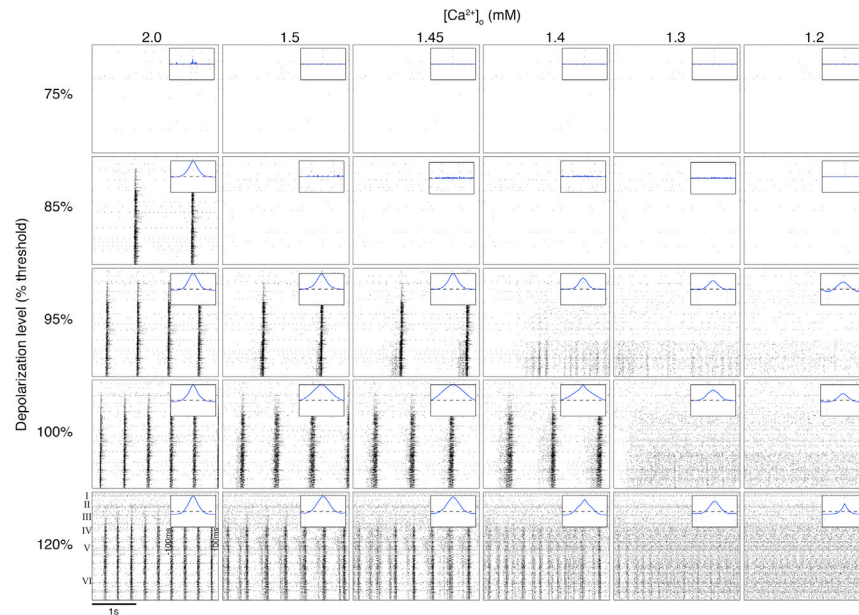 [Ca²⁺]ₒ (mM)
2.0 1.5 1.45 1.4 1.3 1.2
75%
85%
Depolarization level (% threshold)
95%
100%
120%
I
II
III
IV
V
VI
100ms 100ms
1s